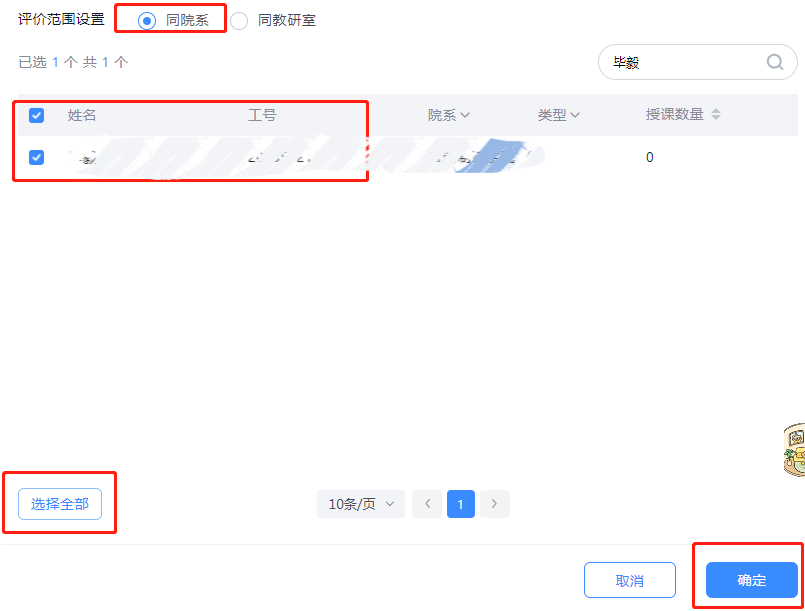 评价范围设置 同院系 同教研室
已选 1 个 共 1 个 毕毅
姓名 工号 院系 类型 授课数量
0
选择全部 10条/页 1
取消 确定